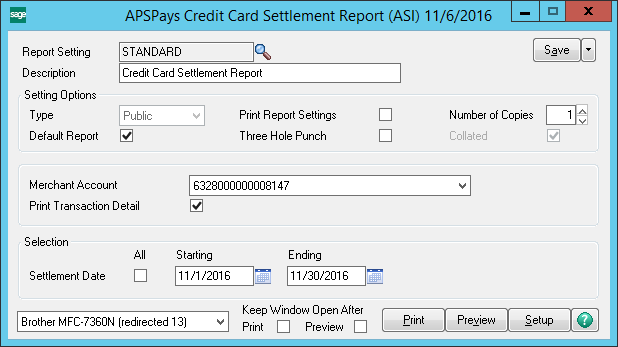 sage APSPays Credit Card Settlement Report (ASI) 11/6/2016
Report Setting STANDARD Save
Description Credit Card Settlement Report
Setting Options
Type Public Print Report Settings Number of Copies 1
Default Report Three Hole Punch Collated
Merchant Account 6328000000008147
Print Transaction Detail
Selection
All Starting Ending
Settlement Date 11/1/2016 11/30/2016
Keep Window Open After
Brother MFC-7360N (redirected 13) Print Preview Print Preview Setup ?